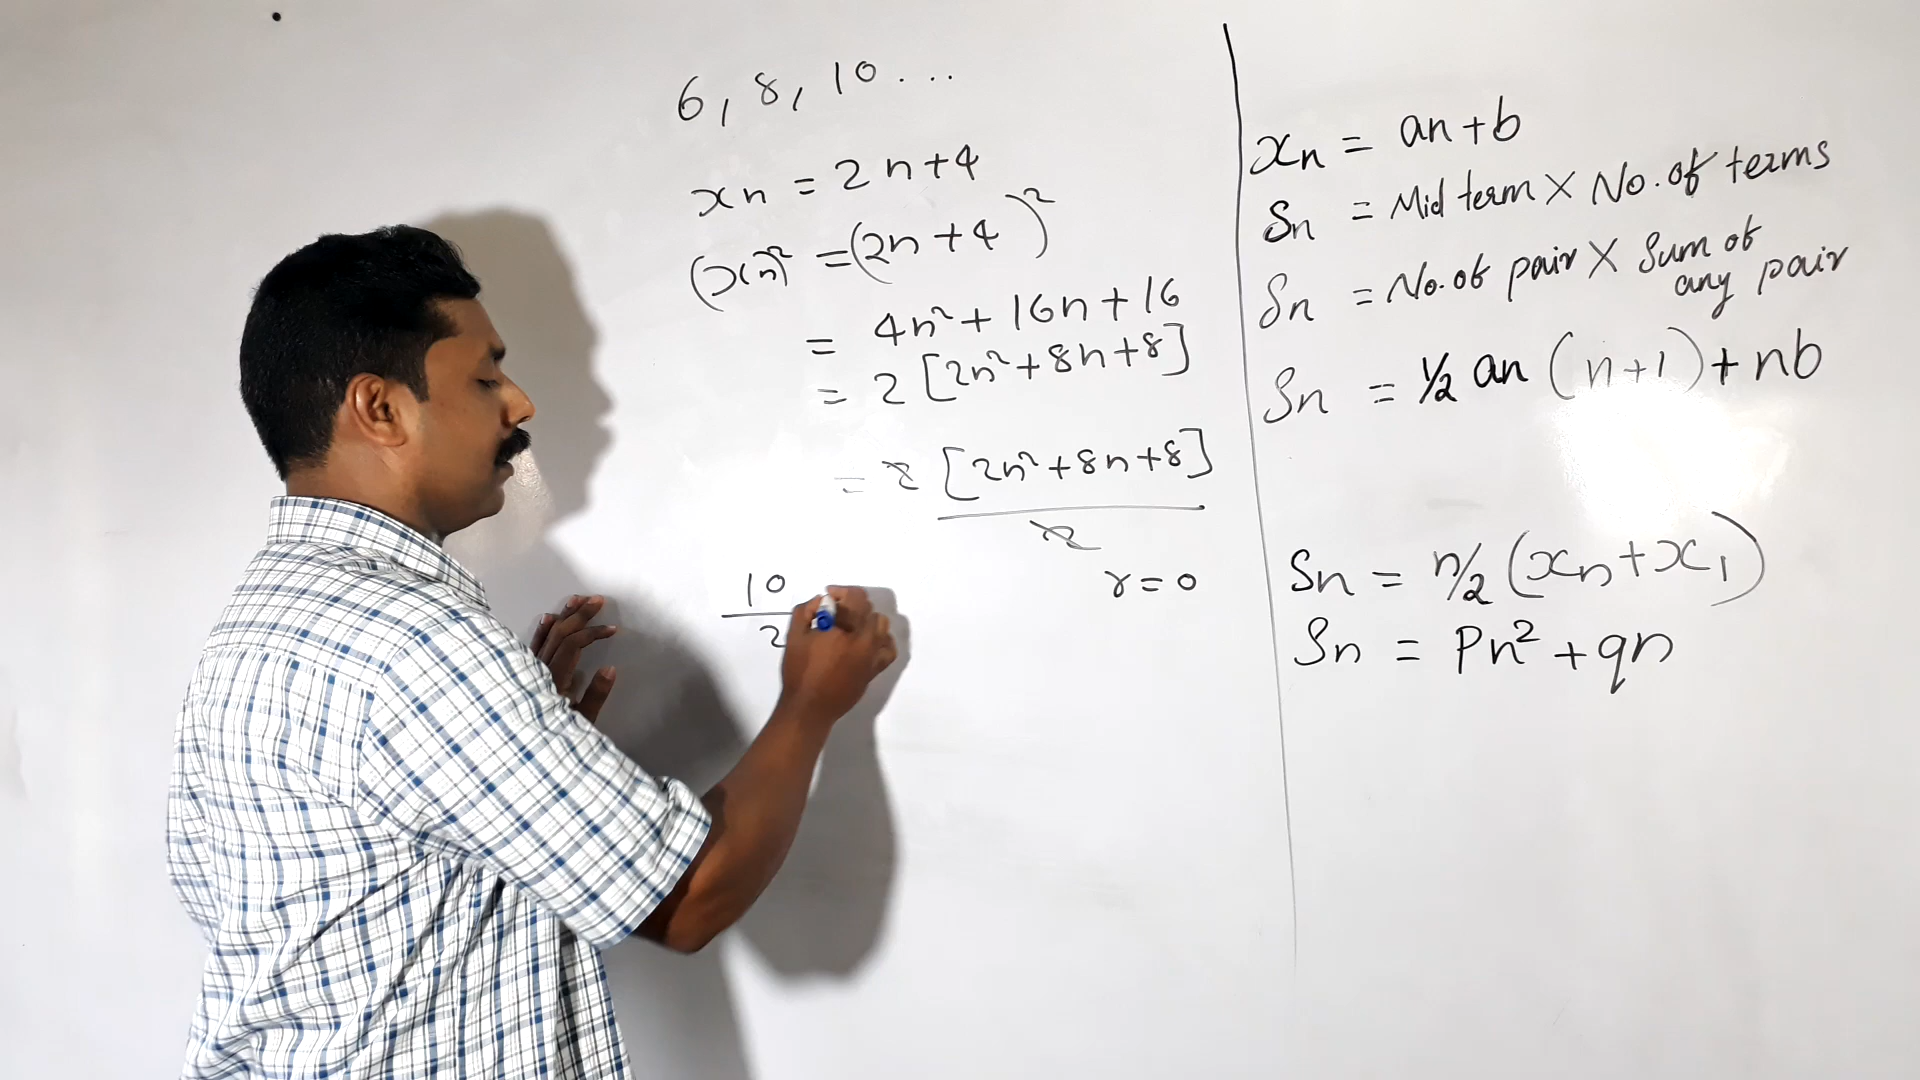 6, 8, 10 ...
xn = 2n+4
(xn)² = (2n+4)²
= 4n²+16n+16
= 2[2n²+8n+8]
= 2[2n²+8n+8]
2
r=0
10
2
xn = an+b
Sn = Mid term × No. of terms
Sn = No. of pair × Sum of
any pair
Sn = 1/2 an (n+1)+nb
Sn = n/2 (xn+x1)
Sn = Pn²+qn